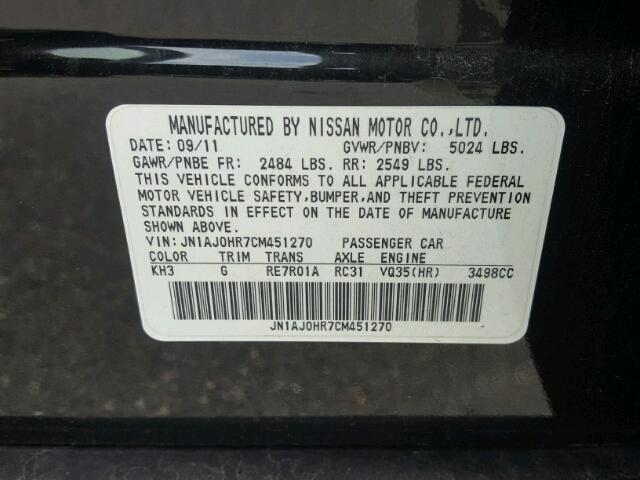 MANUFACTURED BY NISSAN MOTOR CO.,LTD.
DATE: 09/11 GVWR/PNBV: 5024 LBS.
GAWR/PNBE FR: 2484 LBS. RR: 2549 LBS.
THIS VEHICLE CONFORMS TO ALL APPLICABLE FEDERAL
MOTOR VEHICLE SAFETY, BUMPER, AND THEFT PREVENTION
STANDARDS IN EFFECT ON THE DATE OF MANUFACTURE
SHOWN ABOVE.
VIN: JN1AJ0HR7CM451270 PASSENGER CAR
COLOR TRIM TRANS AXLE ENGINE
KH3 G RE7R01A RC31 VQ35(HR) 3498CC
JN1AJ0HR7CM451270